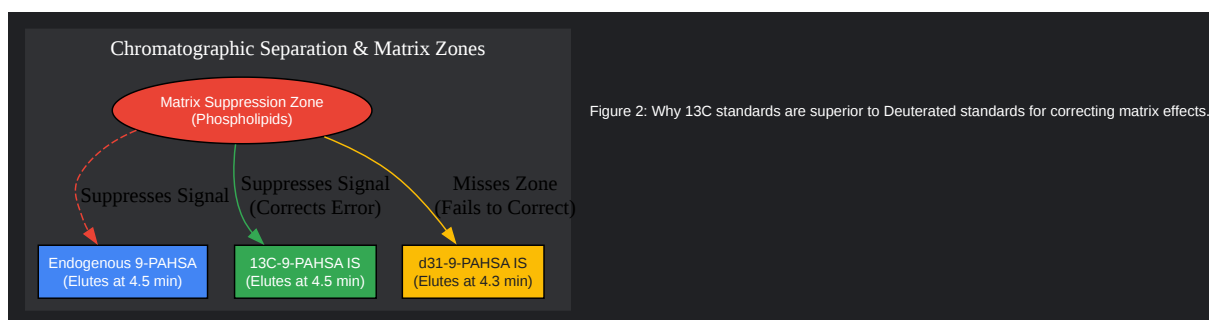 Chromatographic Separation & Matrix Zones
Matrix Suppression Zone
(Phospholipids)
Figure 2: Why 13C standards are superior to Deuterated standards for correcting matrix effects.
Suppresses Signal
Suppresses Signal
(Corrects Error)
Misses Zone
(Fails to Correct)
Endogenous 9-PAHSA
(Elutes at 4.5 min)
13C-9-PAHSA IS
(Elutes at 4.5 min)
d31-9-PAHSA IS
(Elutes at 4.3 min)